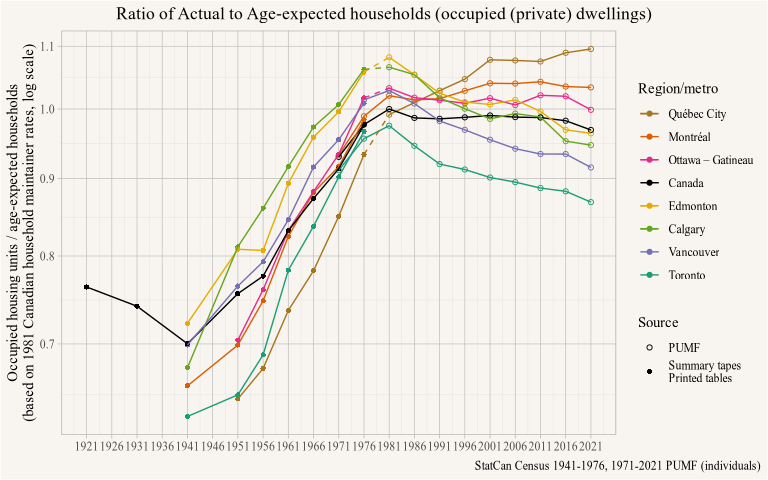 Ratio of Actual to Age-expected households (occupied (private) dwellings)
Occupied housing units / age-expected households
(based on 1981 Canadian household maintainer rates, log scale)
1.1
1.0
0.9
0.8
0.7
1921 1926 1931 1936 1941 1946 1951 1956 1961 1966 1971 1976 1981 1986 1991 1996 2001 2006 2011 2016 2021
Region/metro
Québec City
Montréal
Ottawa – Gatineau
Canada
Edmonton
Calgary
Vancouver
Toronto
Source
PUMF
Summary tapes
Printed tables
StatCan Census 1941-1976, 1971-2021 PUMF (individuals)